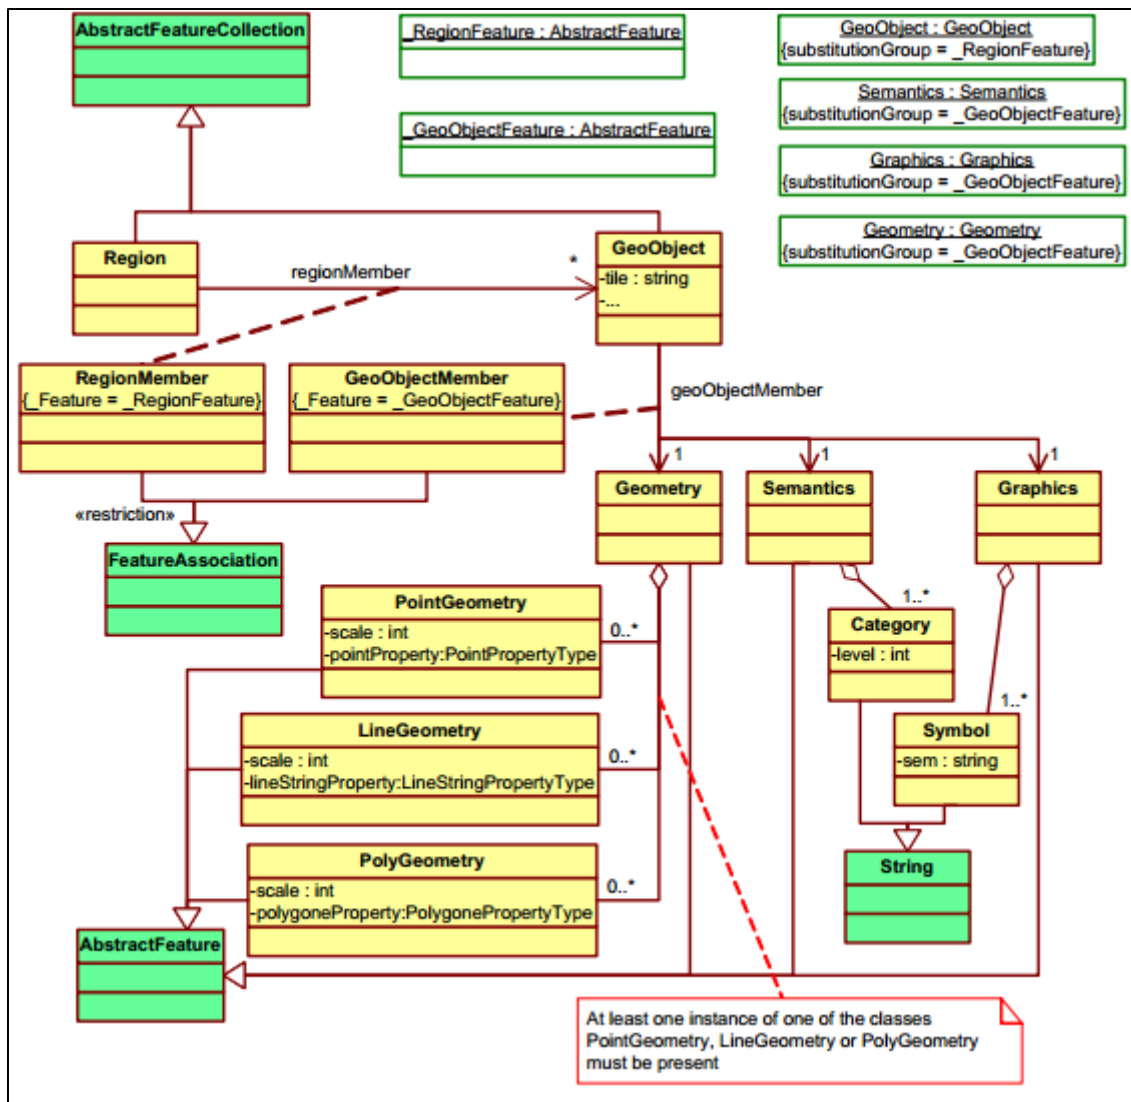 AbstractFeatureCollection
_RegionFeature : AbstractFeature
GeoObject : GeoObject
{substitutionGroup = _RegionFeature}
Semantics : Semantics
{substitutionGroup = _GeoObjectFeature}
_GeoObjectFeature : AbstractFeature
Graphics : Graphics
{substitutionGroup = _GeoObjectFeature}
Geometry : Geometry
{substitutionGroup = _GeoObjectFeature}
Region
regionMember
*
GeoObject
-tile : string
-...
RegionMember
{_Feature = _RegionFeature}
GeoObjectMember
{_Feature = _GeoObjectFeature}
geoObjectMember
1
1
1
Geometry
Semantics
Graphics
«restriction»
FeatureAssociation
PointGeometry
-scale : int
-pointProperty:PointPropertyType
0..*
1..*
Category
-level : int
LineGeometry
-scale : int
-lineStringProperty:LineStringPropertyType
0..*
1..*
Symbol
-sem : string
PolyGeometry
-scale : int
-polygoneProperty:PolygonePropertyType
0..*
String
AbstractFeature
At least one instance of one of the classes
PointGeometry, LineGeometry or PolyGeometry
must be present